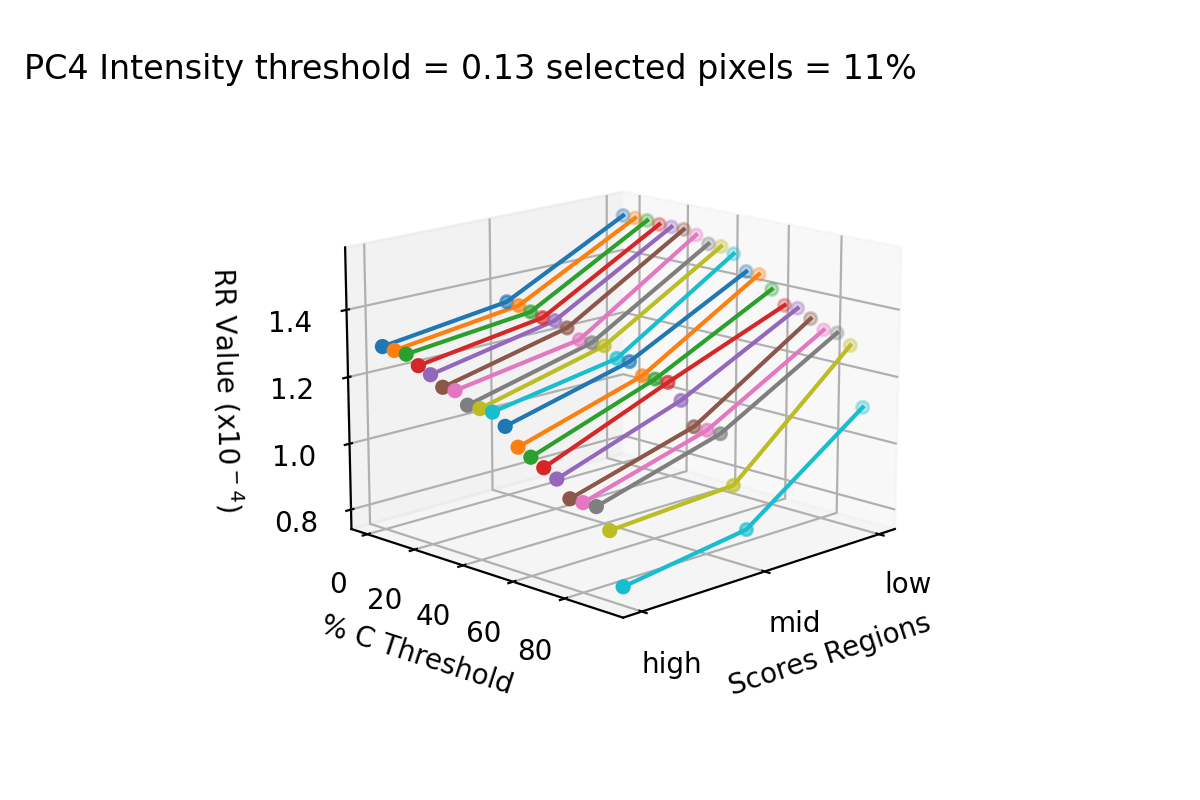 PC4 Intensity threshold = 0.13 selected pixels = 11%
RR Value (x10⁻⁴)
1.4
1.2
1.0
0.8
0
20
40
60
80
% C Threshold
high
mid
low
Scores Regions